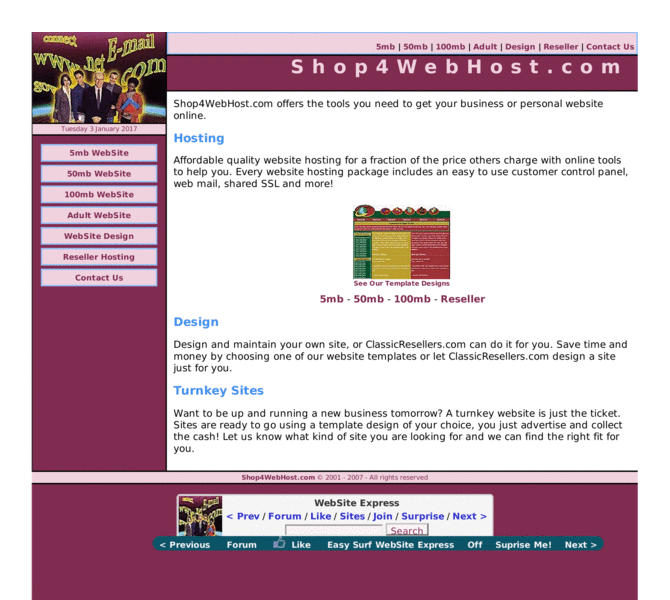 connect
E-mail
www.
.net
com
5mb | 50mb | 100mb | Adult | Design | Reseller | Contact Us
Shop4WebHost.com
Tuesday 3 January 2017
5mb WebSite
50mb WebSite
100mb WebSite
Adult WebSite
WebSite Design
Reseller Hosting
Contact Us
Shop4WebHost.com offers the tools you need to get your business or personal website
online.
Hosting
Affordable quality website hosting for a fraction of the price others charge with online tools
to help you. Every website hosting package includes an easy to use customer control panel,
web mail, shared SSL and more!
See Our Template Designs
5mb - 50mb - 100mb - Reseller
Design
Design and maintain your own site, or ClassicResellers.com can do it for you. Save time and
money by choosing one of our website templates or let ClassicResellers.com design a site
just for you.
Turnkey Sites
Want to be up and running a new business tomorrow? A turnkey website is just the ticket.
Sites are ready to go using a template design of your choice, you just advertise and collect
the cash! Let us know what kind of site you are looking for and we can find the right fit for
you.
Shop4WebHost.com © 2001 - 2007 - All rights reserved
WebSite Express
< Prev / Forum / Like / Sites / Join / Surprise / Next >
Search
< Previous Forum Like Easy Surf WebSite Express Off Suprise Me! Next >